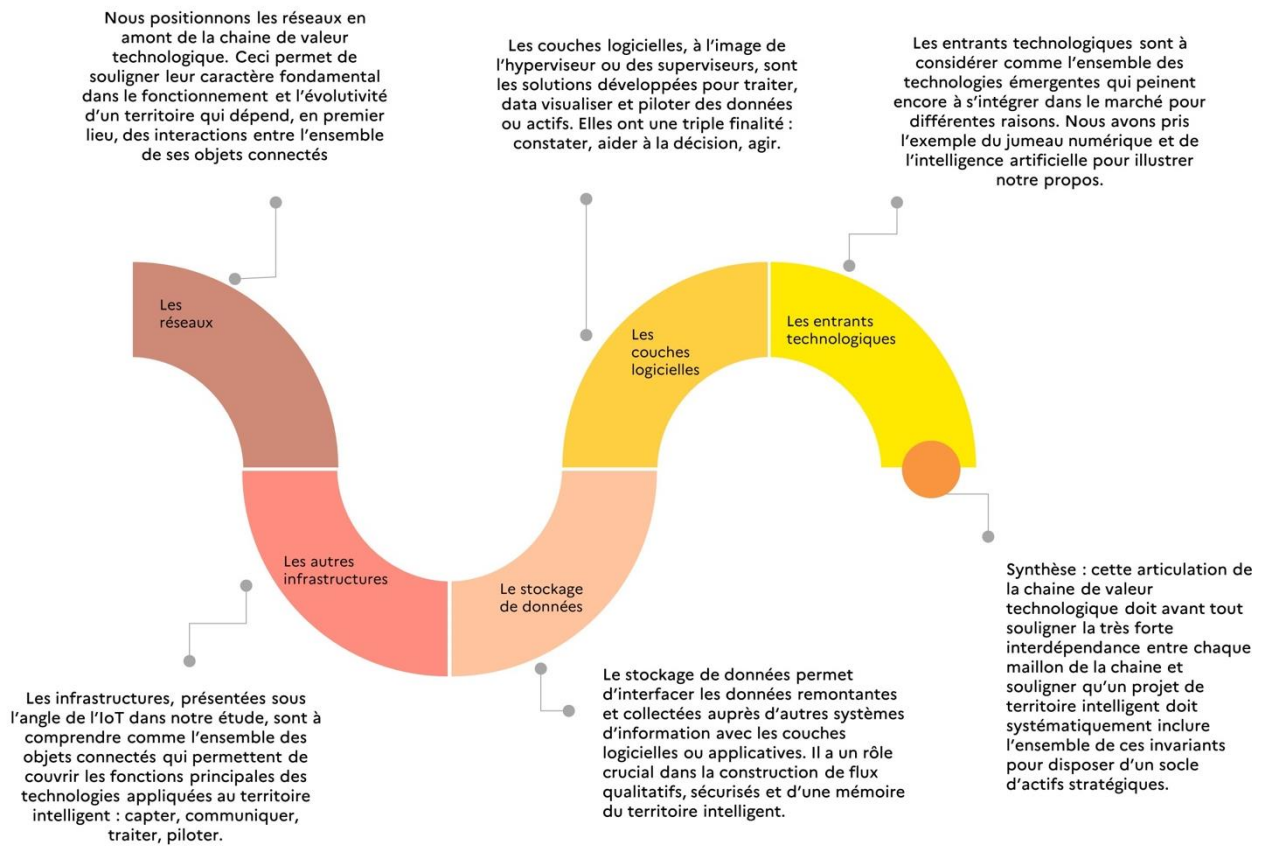 Nous positionnons les réseaux en
amont de la chaine de valeur
technologique. Ceci permet de
souligner leur caractère fondamental
dans le fonctionnement et l’évolutivité
d’un territoire qui dépend, en premier
lieu, des interactions entre l’ensemble
de ses objets connectés
Les couches logicielles, à l’image de
l’hyperviseur ou des superviseurs, sont
les solutions développées pour traiter,
data visualiser et piloter des données
ou actifs. Elles ont une triple finalité :
constater, aider à la décision, agir.
Les entrants technologiques sont à
considérer comme l’ensemble des
technologies émergentes qui peinent
encore à s’intégrer dans le marché pour
différentes raisons. Nous avons pris
l’exemple du jumeau numérique et de
l’intelligence artificielle pour illustrer
notre propos.
Les
réseaux
Les autres
infrastructures
Le stockage
de données
Les
couches
logicielles
Les entrants
technologiques
Les infrastructures, présentées sous
l’angle de l’IoT dans notre étude, sont à
comprendre comme l’ensemble des
objets connectés qui permettent de
couvrir les fonctions principales des
technologies appliquées au territoire
intelligent : capter, communiquer,
traiter, piloter.
Le stockage de données permet
d’interfacer les données remontantes
et collectées auprès d’autres systèmes
d’information avec les couches
logicielles ou applicatives. Il a un rôle
crucial dans la construction de flux
qualitatifs, sécurisés et d’une mémoire
du territoire intelligent.
Synthèse : cette articulation de
la chaine de valeur
technologique doit avant tout
souligner la très forte
interdépendance entre chaque
maillon de la chaine et
souligner qu’un projet de
territoire intelligent doit
systématiquement inclure
l’ensemble de ces invariants
pour disposer d’un socle
d’actifs stratégiques.